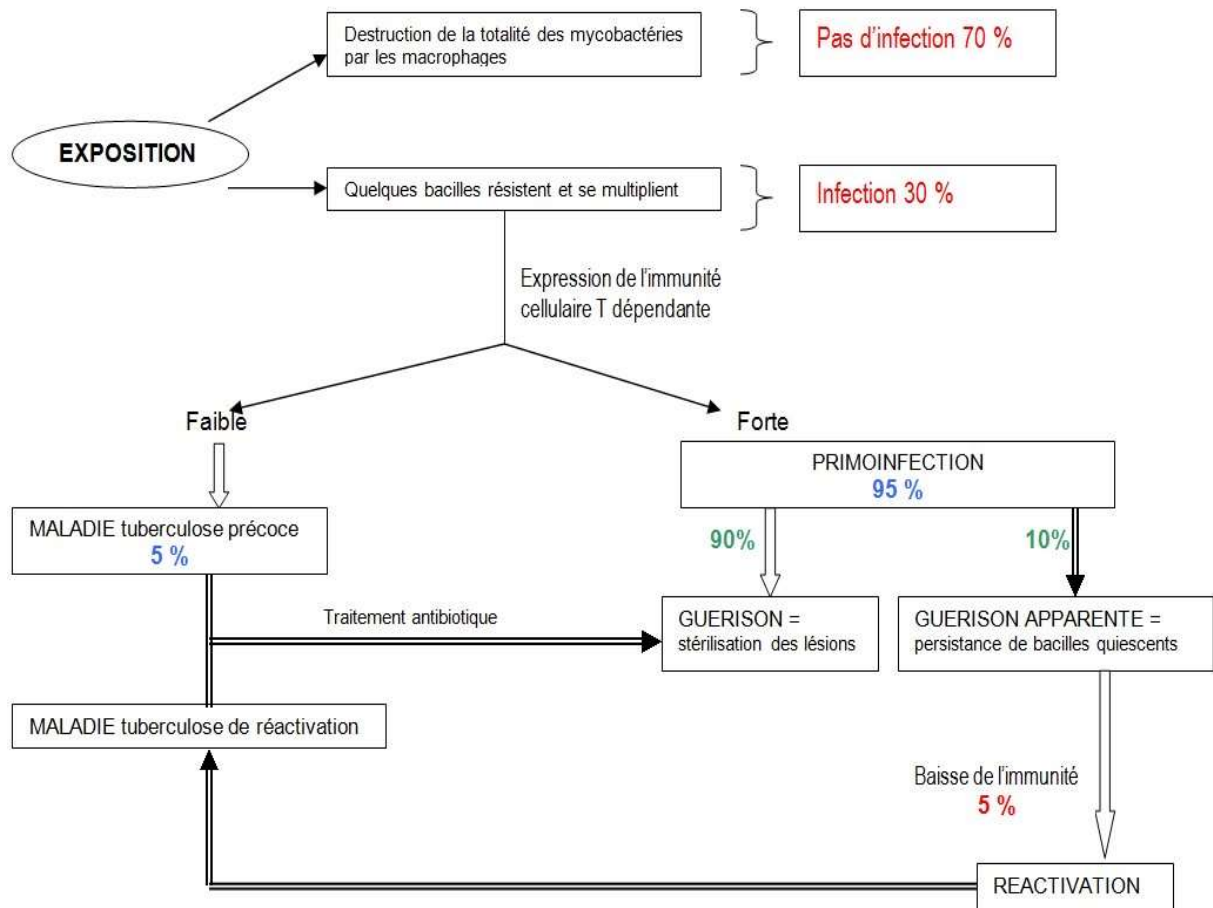 Destruction de la totalité des mycobactéries
par les macrophages
Pas d'infection 70 %
EXPOSITION
Quelques bacilles résistent et se multiplient
Infection 30 %
Expression de l'immunité
cellulaire T dépendante
Faible
Forte
PRIMOINFECTION
95 %
MALADIE tuberculose précoce
5 %
90%
10%
Traitement antibiotique
GUERISON =
stérilisation des lésions
GUERISON APPARENTE =
persistance de bacilles quiescents
MALADIE tuberculose de réactivation
Baisse de l'immunité
5 %
REACTIVATION